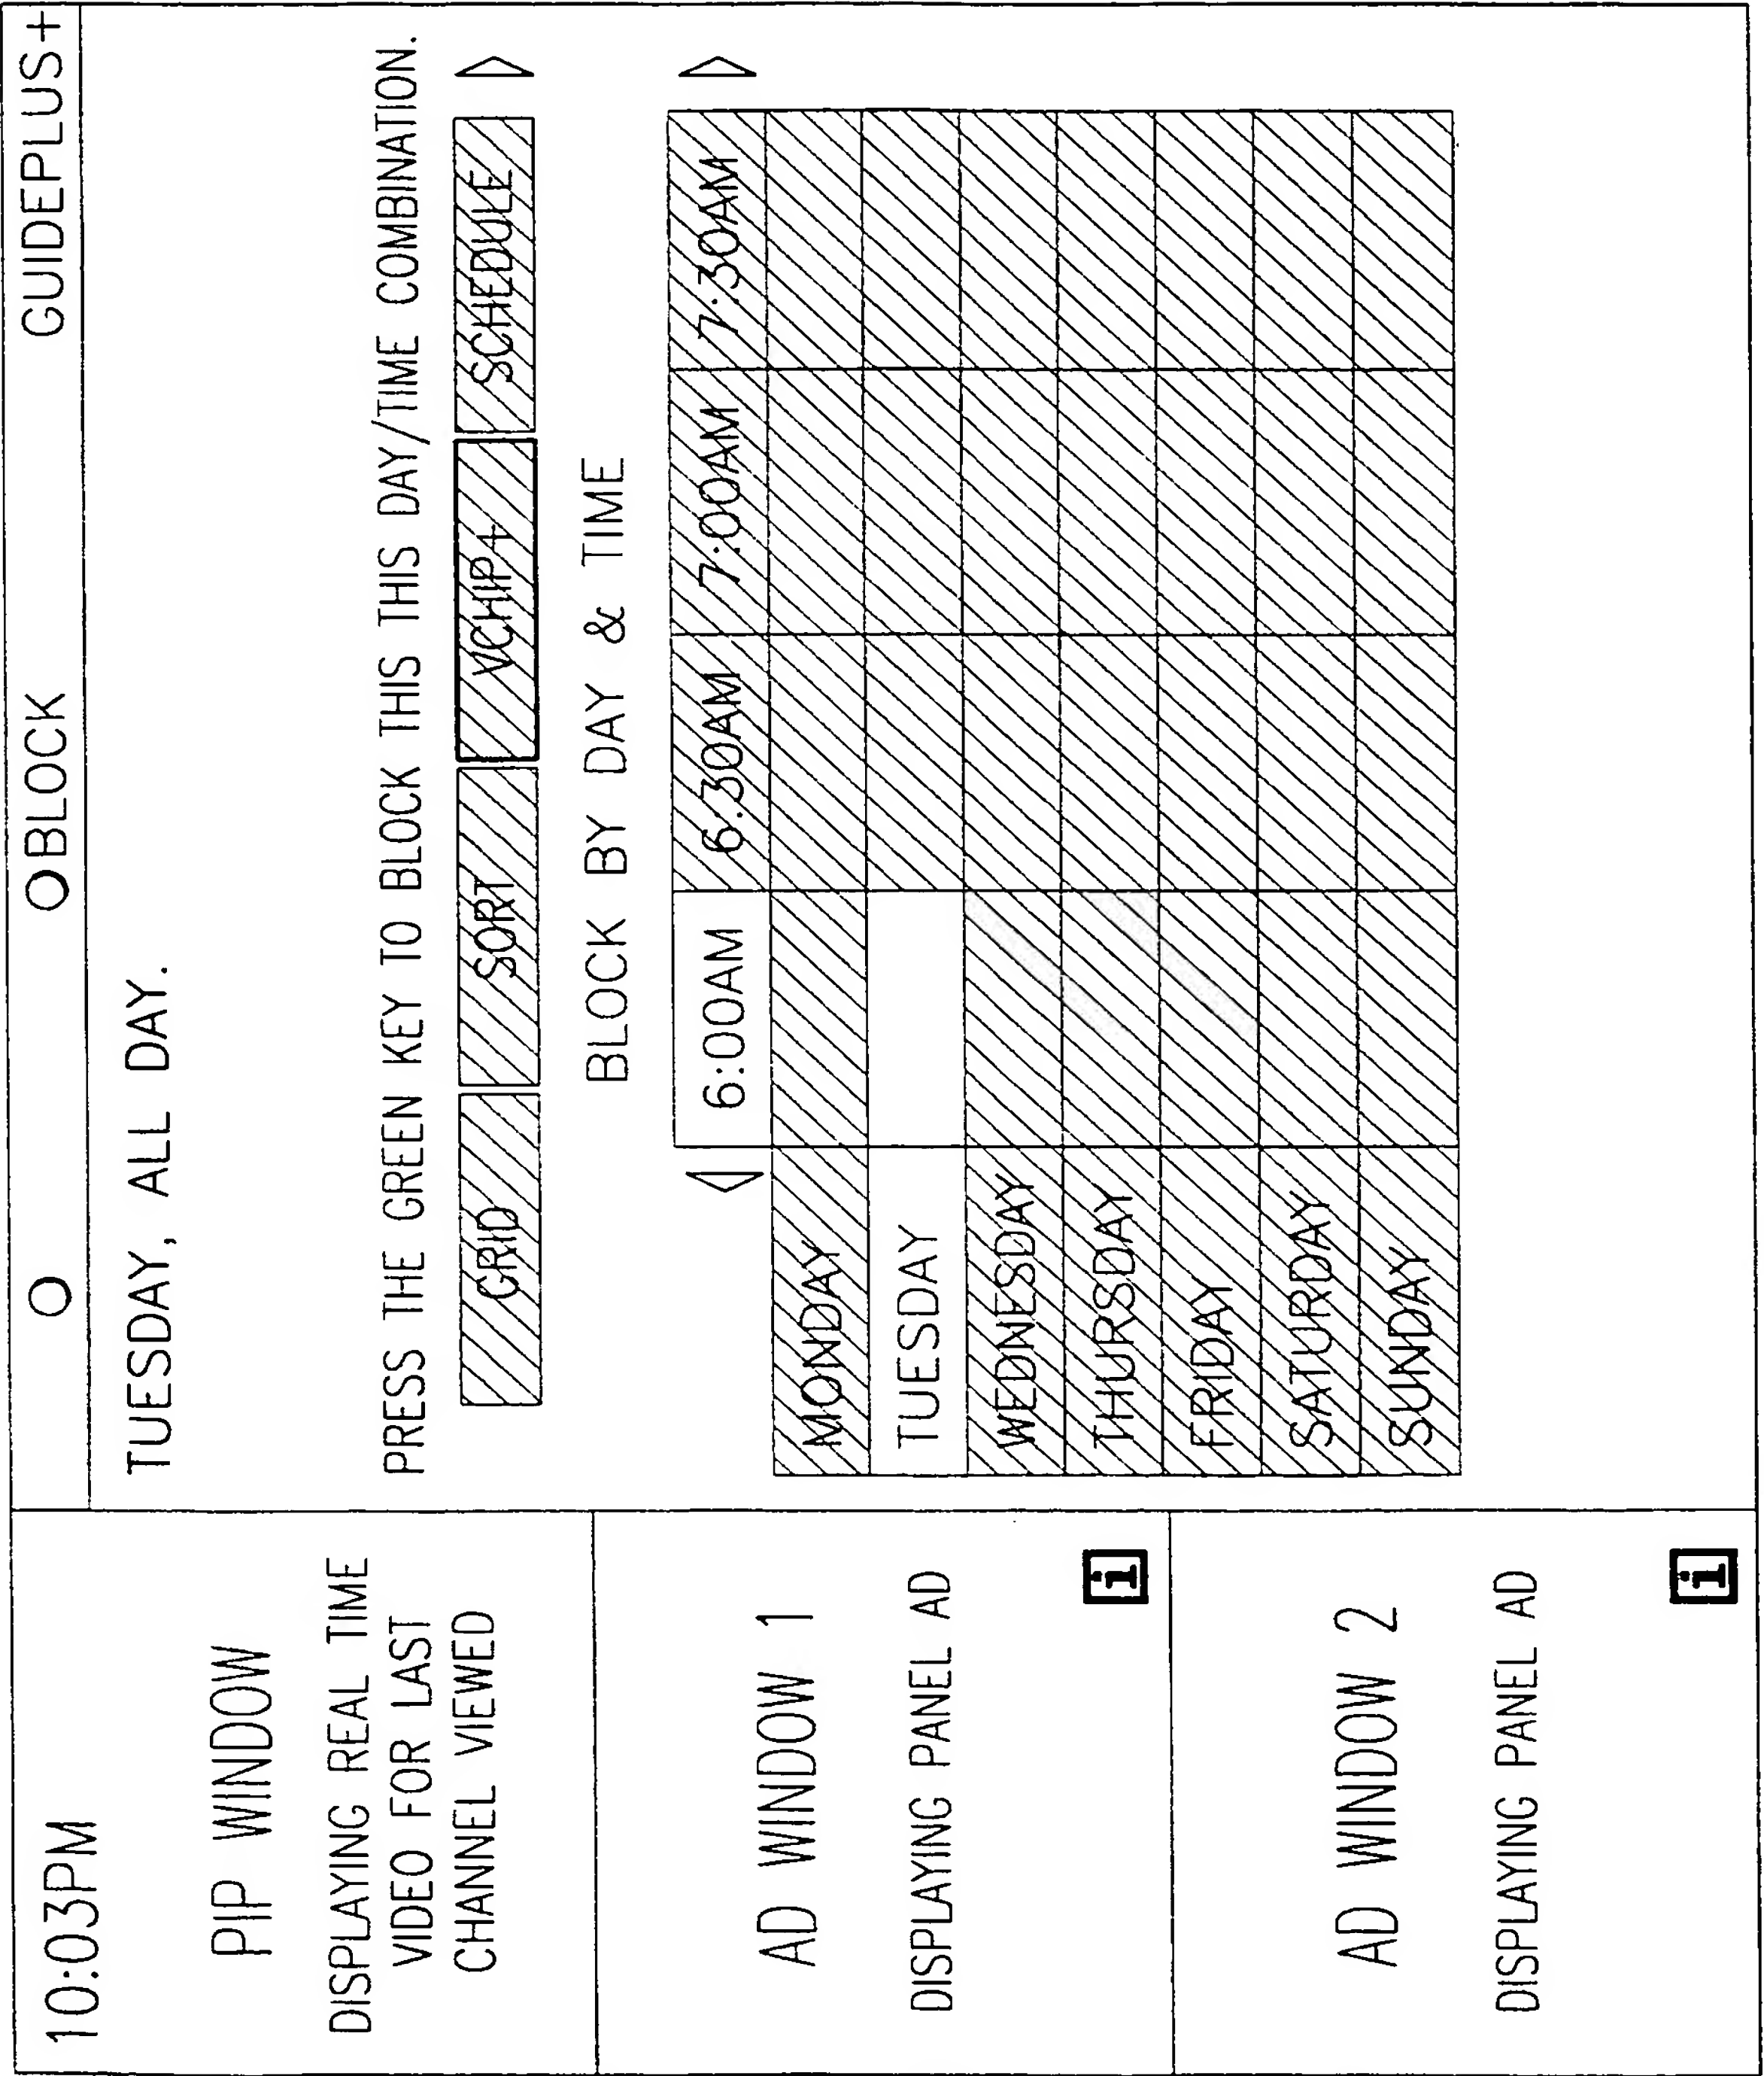 10:03PM
PIP WINDOW
DISPLAYING REAL TIME
VIDEO FOR LAST
CHANNEL VIEWED
AD WINDOW 1
DISPLAYING PANEL AD
i
AD WINDOW 2
DISPLAYING PANEL AD
i
BLOCK GUIDEPLUS+
TUESDAY, ALL DAY.
PRESS THE GREEN KEY TO BLOCK THIS THIS DAY/TIME COMBINATION.
GRID SORT VCHIP+ SCHEDULE
BLOCK BY DAY & TIME
6:00AM 6:30AM 7:00AM 7:30AM
MONDAY
TUESDAY
WEDNESDAY
THURSDAY
FRIDAY
SATURDAY
SUNDAY